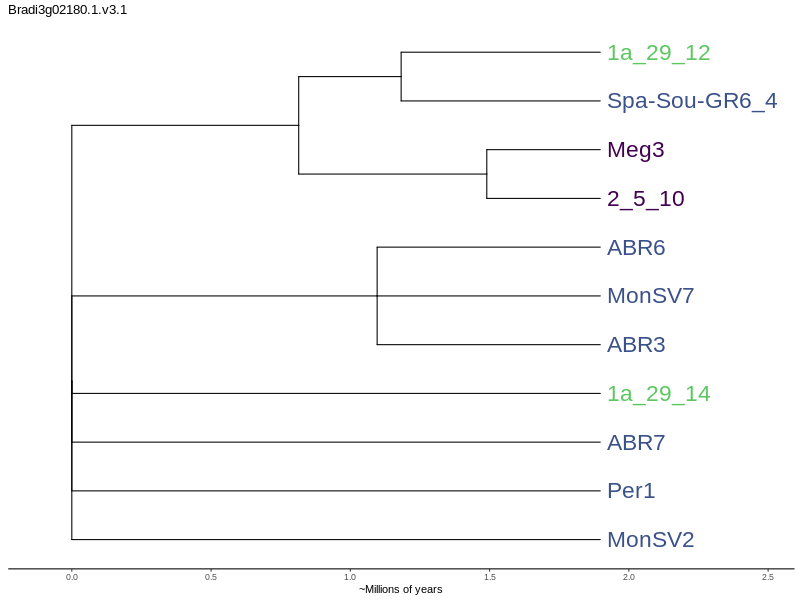 Bradi3g02180.1.v3.1
1a_29_12
Spa-Sou-GR6_4
Meg3
2_5_10
ABR6
MonSV7
ABR3
1a_29_14
ABR7
Per1
MonSV2
0.0 0.5 1.0 1.5 2.0 2.5
~Millions of years